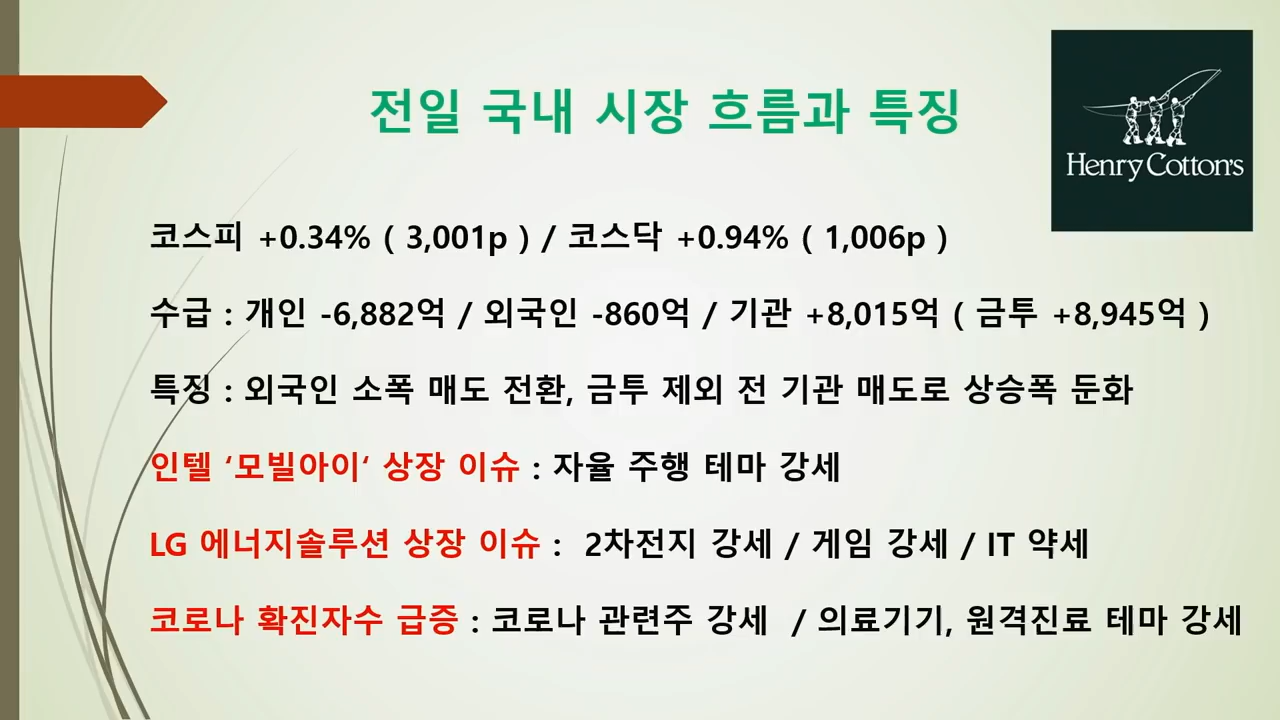 전일 국내 시장 흐름과 특징
Henry Cotton's
코스피 +0.34% ( 3,001p ) / 코스닥 +0.94% ( 1,006p )
수급 : 개인 -6,882억 / 외국인 -860억 / 기관 +8,015억 ( 금투 +8,945억 )
특징 : 외국인 소폭 매도 전환, 금투 제외 전 기관 매도로 상승폭 둔화
인텔 ‘모빌아이‘ 상장 이슈 : 자율 주행 테마 강세
LG 에너지솔루션 상장 이슈 : 2차전지 강세 / 게임 강세 / IT 약세
코로나 확진자수 급증 : 코로나 관련주 강세 / 의료기기, 원격진료 테마 강세